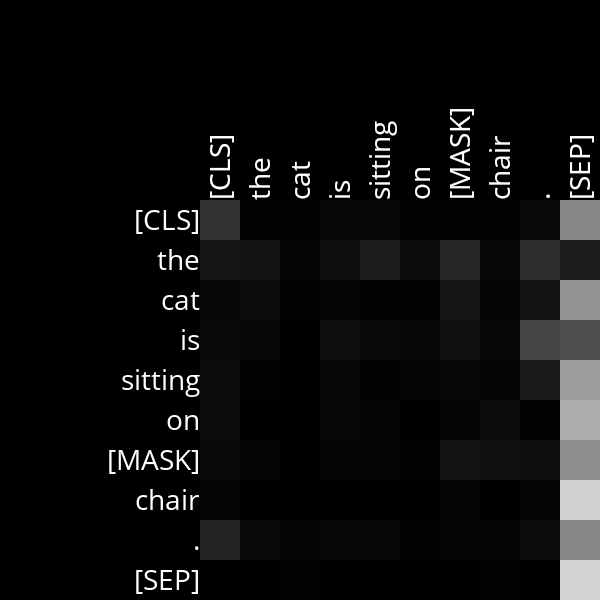 [CLS] the cat is sitting on [MASK] chair . [SEP]
[CLS]
the
cat
is
sitting
on
[MASK]
chair
.
[SEP]